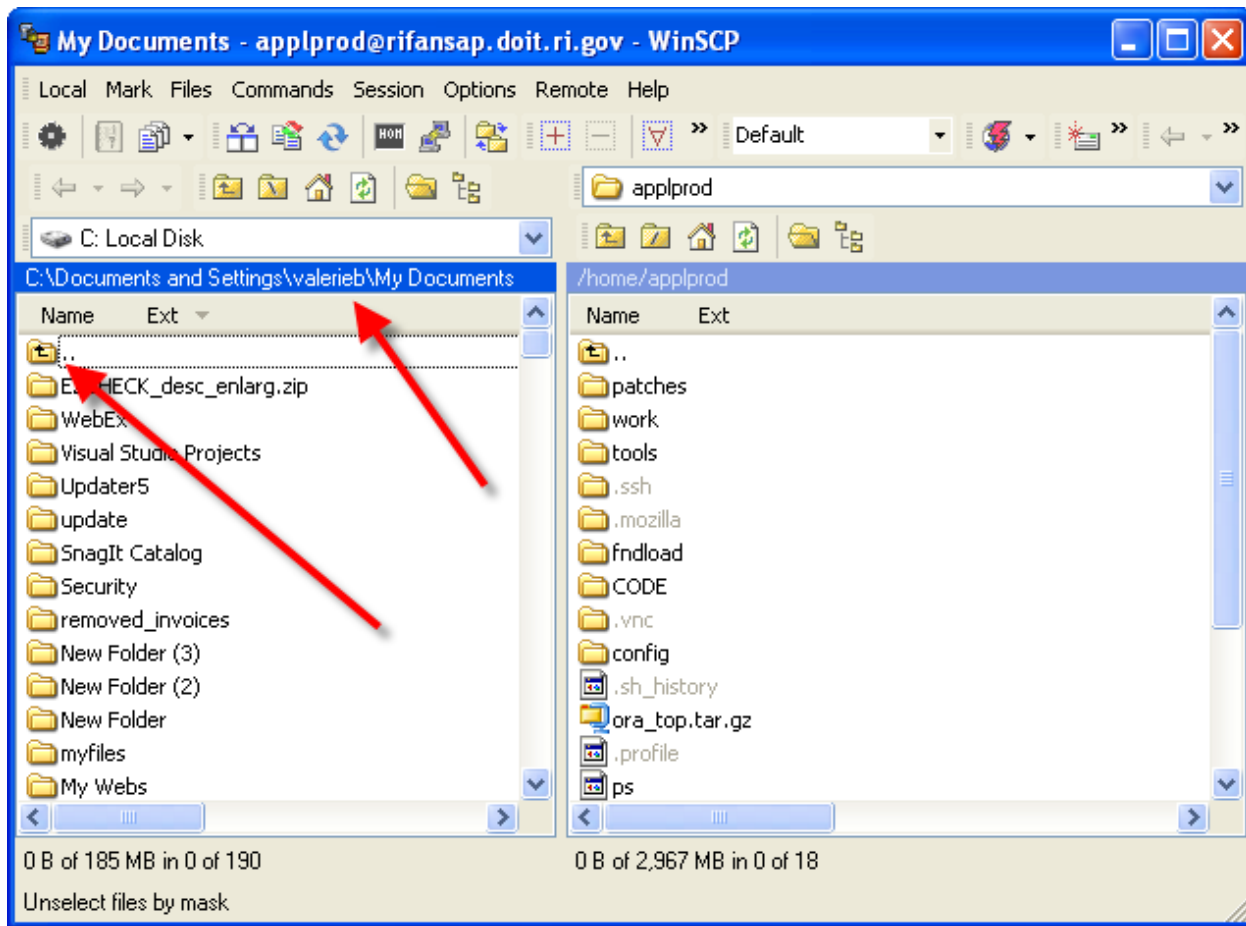 My Documents - applprod@rifansap.doit.ri.gov - WinSCP
Local Mark Files Commands Session Options Remote Help
Default
applprod
C: Local Disk
C:\Documents and Settings\valerieb\My Documents
/home/applprod
Name Ext
Name Ext
..
_desc_enlarg.zip
WebEx
Visual Studio Projects
Updater5
update
SnagIt Catalog
Security
removed_invoices
New Folder (3)
New Folder (2)
New Folder
myfiles
My Webs
..
patches
work
tools
.ssh
.mozilla
fndload
CODE
.vnc
config
.sh_history
ora_top.tar.gz
.profile
ps
0 B of 185 MB in 0 of 190
0 B of 2,967 MB in 0 of 18
Unselect files by mask